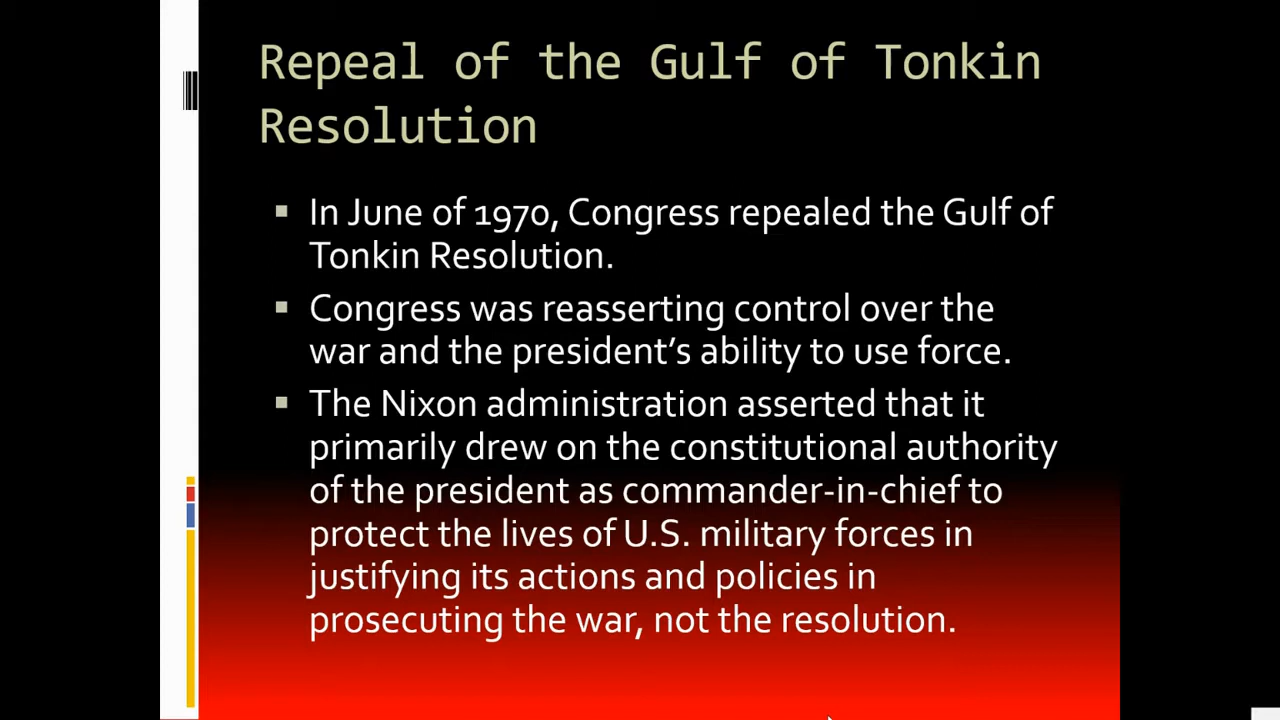 Repeal of the Gulf of Tonkin
Resolution
▪ In June of 1970, Congress repealed the Gulf of
Tonkin Resolution.
▪ Congress was reasserting control over the
war and the president’s ability to use force.
▪ The Nixon administration asserted that it
primarily drew on the constitutional authority
of the president as commander-in-chief to
protect the lives of U.S. military forces in
justifying its actions and policies in
prosecuting the war, not the resolution.